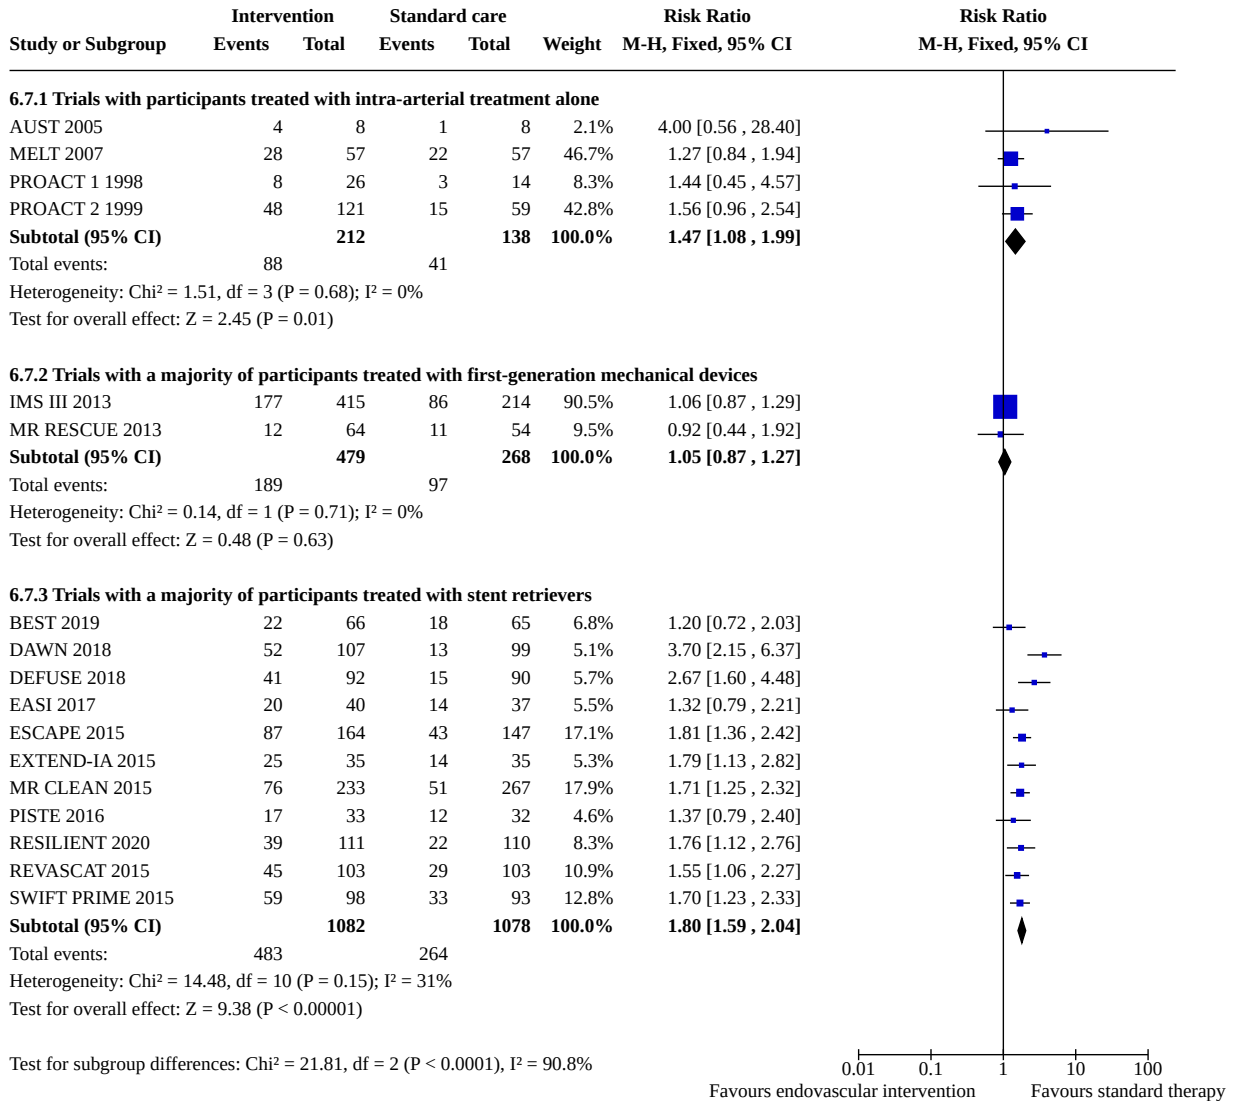 Intervention Standard care Risk Ratio Risk Ratio
Study or Subgroup Events Total Events Total Weight M-H, Fixed, 95% CI M-H, Fixed, 95% CI
6.7.1 Trials with participants treated with intra-arterial treatment alone
AUST 2005 4 8 1 8 2.1% 4.00 [0.56 , 28.40]
MELT 2007 28 57 22 57 46.7% 1.27 [0.84 , 1.94]
PROACT 1 1998 8 26 3 14 8.3% 1.44 [0.45 , 4.57]
PROACT 2 1999 48 121 15 59 42.8% 1.56 [0.96 , 2.54]
Subtotal (95% CI) 212 138 100.0% 1.47 [1.08 , 1.99]
Total events: 88 41
Heterogeneity: Chi² = 1.51, df = 3 (P = 0.68); I² = 0%
Test for overall effect: Z = 2.45 (P = 0.01)
6.7.2 Trials with a majority of participants treated with first-generation mechanical devices
IMS III 2013 177 415 86 214 90.5% 1.06 [0.87 , 1.29]
MR RESCUE 2013 12 64 11 54 9.5% 0.92 [0.44 , 1.92]
Subtotal (95% CI) 479 268 100.0% 1.05 [0.87 , 1.27]
Total events: 189 97
Heterogeneity: Chi² = 0.14, df = 1 (P = 0.71); I² = 0%
Test for overall effect: Z = 0.48 (P = 0.63)
6.7.3 Trials with a majority of participants treated with stent retrievers
BEST 2019 22 66 18 65 6.8% 1.20 [0.72 , 2.03]
DAWN 2018 52 107 13 99 5.1% 3.70 [2.15 , 6.37]
DEFUSE 2018 41 92 15 90 5.7% 2.67 [1.60 , 4.48]
EASI 2017 20 40 14 37 5.5% 1.32 [0.79 , 2.21]
ESCAPE 2015 87 164 43 147 17.1% 1.81 [1.36 , 2.42]
EXTEND-IA 2015 25 35 14 35 5.3% 1.79 [1.13 , 2.82]
MR CLEAN 2015 76 233 51 267 17.9% 1.71 [1.25 , 2.32]
PISTE 2016 17 33 12 32 4.6% 1.37 [0.79 , 2.40]
RESILIENT 2020 39 111 22 110 8.3% 1.76 [1.12 , 2.76]
REVASCAT 2015 45 103 29 103 10.9% 1.55 [1.06 , 2.27]
SWIFT PRIME 2015 59 98 33 93 12.8% 1.70 [1.23 , 2.33]
Subtotal (95% CI) 1082 1078 100.0% 1.80 [1.59 , 2.04]
Total events: 483 264
Heterogeneity: Chi² = 14.48, df = 10 (P = 0.15); I² = 31%
Test for overall effect: Z = 9.38 (P < 0.00001)
Test for subgroup differences: Chi² = 21.81, df = 2 (P < 0.0001), I² = 90.8%
0.01 0.1 1 10 100
Favours endovascular intervention Favours standard therapy